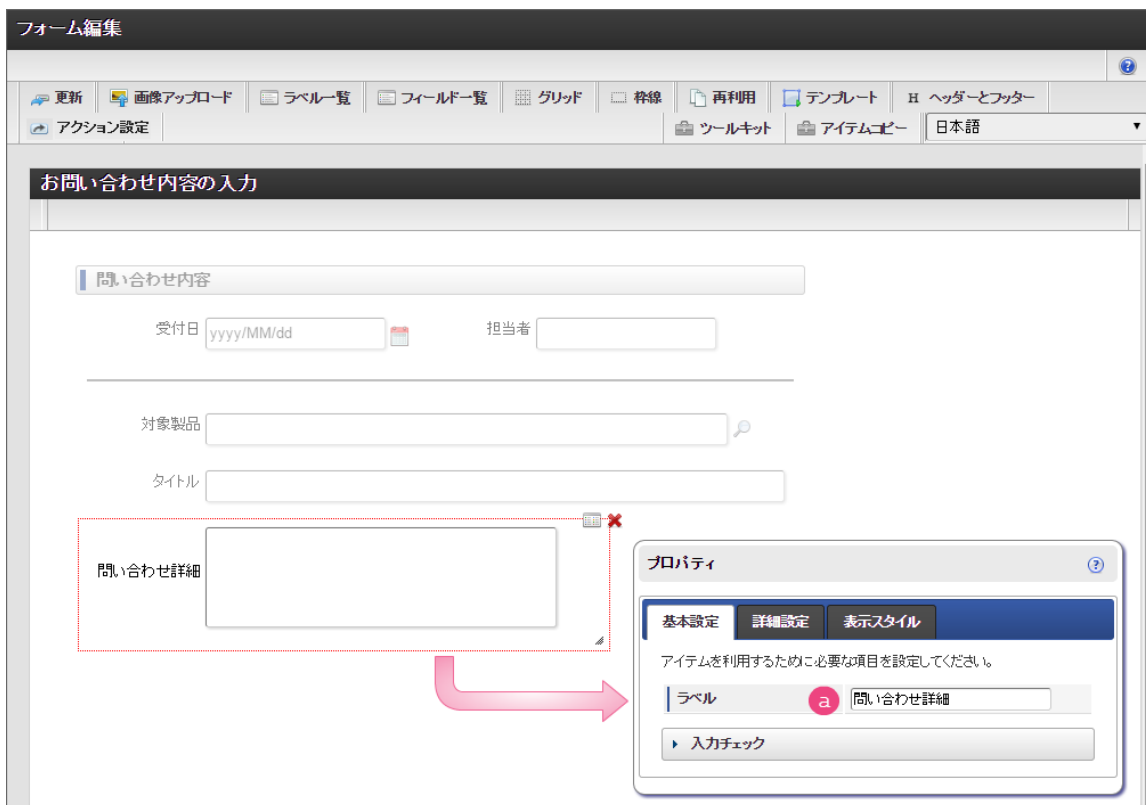 フォーム編集
更新 画像アップロード ラベル一覧 フィールド一覧 グリッド 枠線 再利用 テンプレート H ヘッダーとフッター
アクション設定 ツールキット アイテムコピー 日本語
お問い合わせ内容の入力
問い合わせ内容
受付日 yyyy/MM/dd 担当者
対象製品
タイトル
問い合わせ詳細
プロパティ
基本設定 詳細設定 表示スタイル
アイテムを利用するために必要な項目を設定してください。
ラベル a 問い合わせ詳細
入力チェック